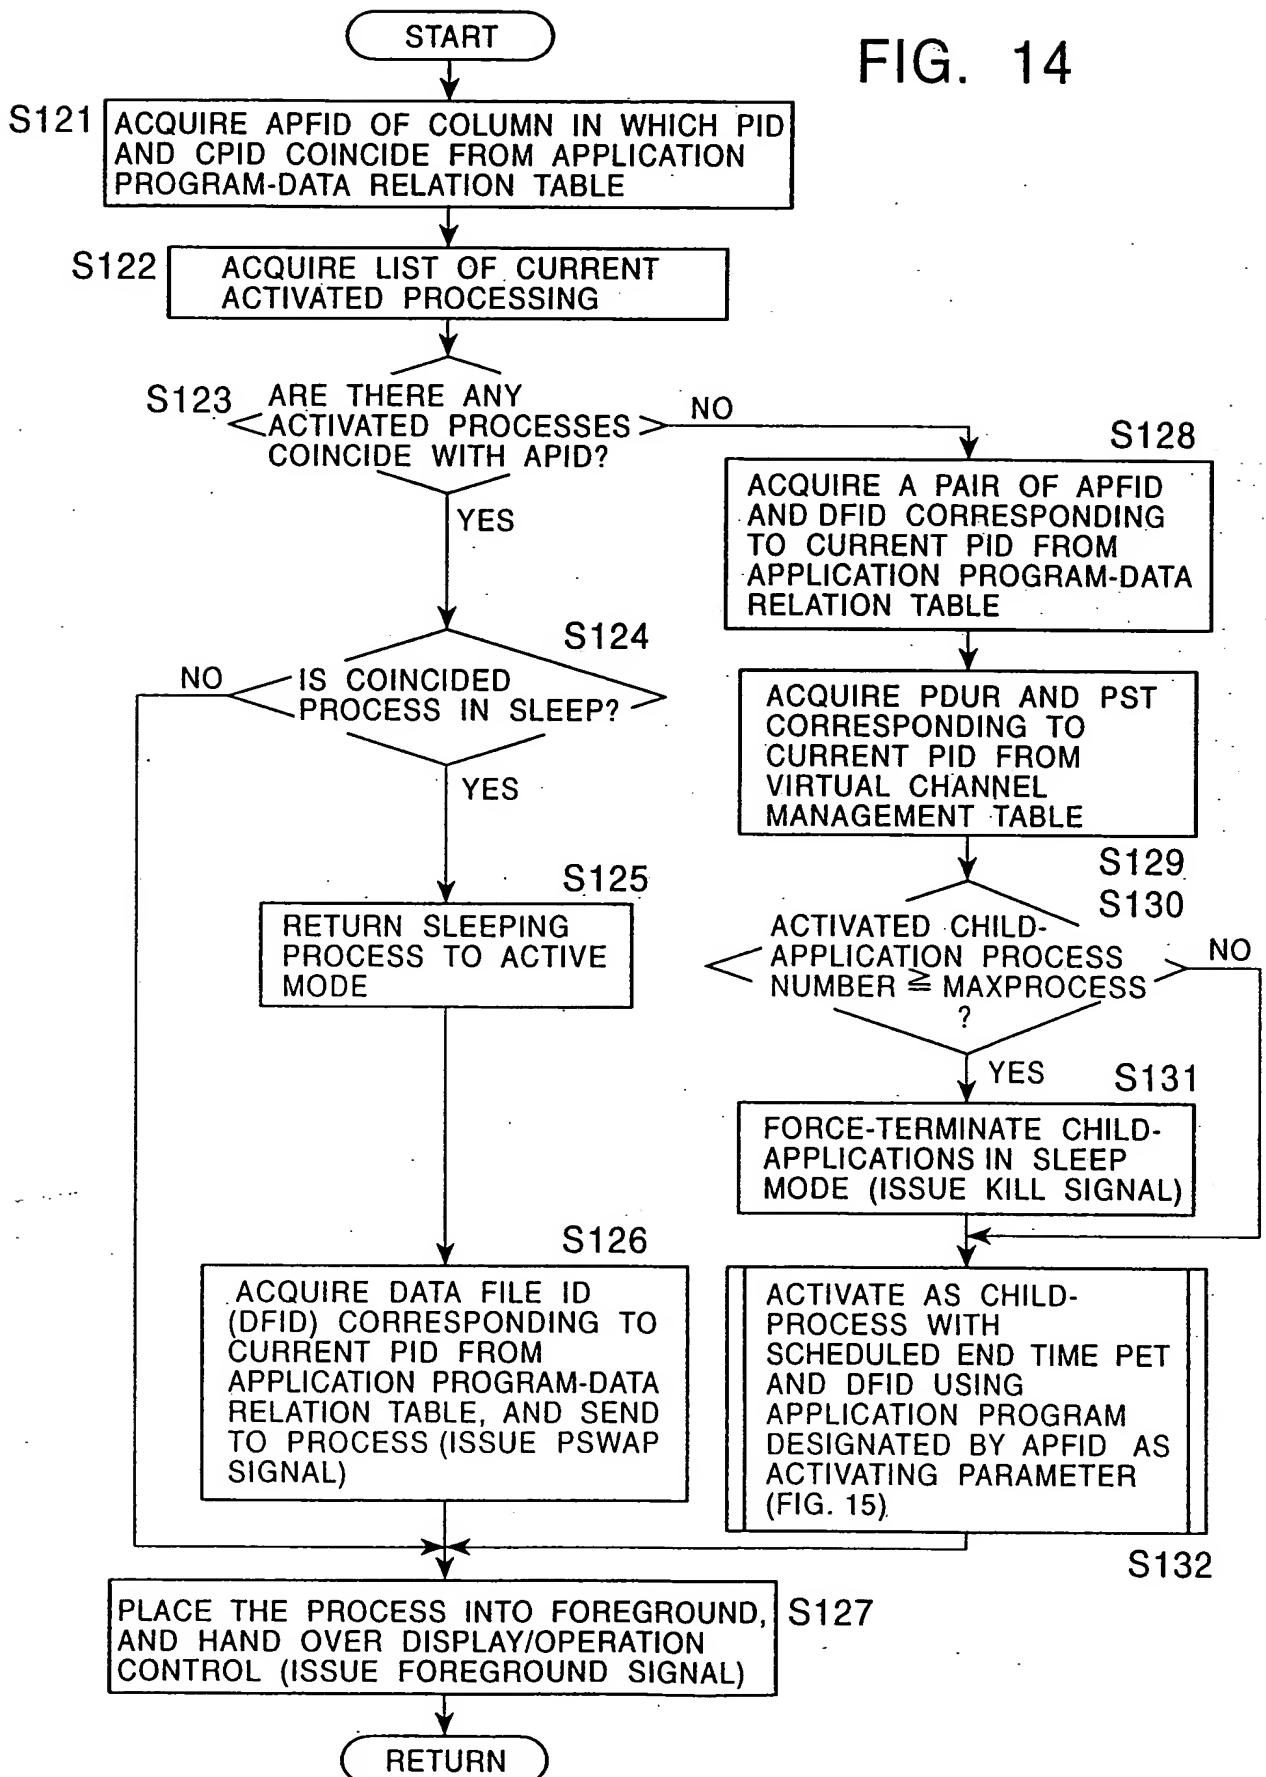 START
FIG. 14
S121
ACQUIRE APFID OF COLUMN IN WHICH PID
AND CPID COINCIDE FROM APPLICATION
PROGRAM-DATA RELATION TABLE
S122
ACQUIRE LIST OF CURRENT
ACTIVATED PROCESSING
S123
ARE THERE ANY
ACTIVATED PROCESSES
COINCIDE WITH APID?
NO
YES
S124
IS COINCIDED
PROCESS IN SLEEP?
NO
YES
S125
RETURN SLEEPING
PROCESS TO ACTIVE
MODE
S126
ACQUIRE DATA FILE ID
(DFID) CORRESPONDING TO
CURRENT PID FROM
APPLICATION PROGRAM-DATA
RELATION TABLE, AND SEND
TO PROCESS (ISSUE PSWAP
SIGNAL)
S128
ACQUIRE A PAIR OF APFID
AND DFID CORRESPONDING
TO CURRENT PID FROM
APPLICATION PROGRAM-DATA
RELATION TABLE
ACQUIRE PDUR AND PST
CORRESPONDING TO
CURRENT PID FROM
VIRTUAL CHANNEL
MANAGEMENT TABLE
S129
S130
ACTIVATED CHILD-
APPLICATION PROCESS
NUMBER ≧ MAXPROCESS
?
NO
YES
S131
FORCE-TERMINATE CHILD-
APPLICATIONS IN SLEEP
MODE (ISSUE KILL SIGNAL)
ACTIVATE AS CHILD-
PROCESS WITH
SCHEDULED END TIME PET
AND DFID USING
APPLICATION PROGRAM
DESIGNATED BY APFID AS
ACTIVATING PARAMETER
(FIG. 15)
S132
PLACE THE PROCESS INTO FOREGROUND,
AND HAND OVER DISPLAY/OPERATION
CONTROL (ISSUE FOREGROUND SIGNAL)
S127
RETURN